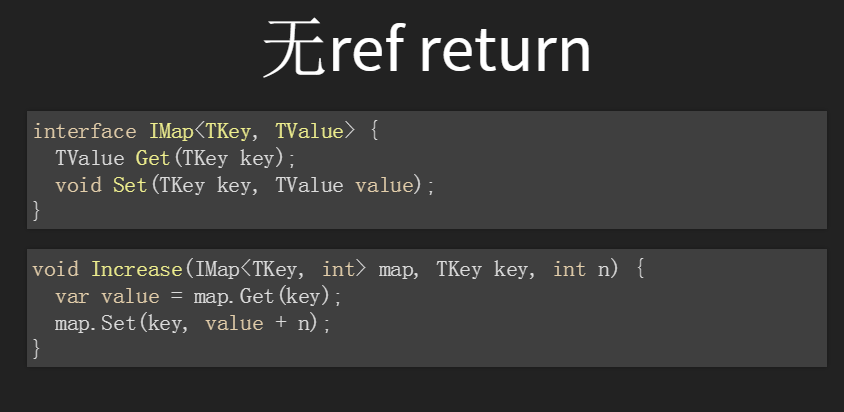 无ref return
interface IMap<TKey, TValue> {
  TValue Get(TKey key);
  void Set(TKey key, TValue value);
}
void Increase(IMap<TKey, int> map, TKey key, int n) {
  var value = map.Get(key);
  map.Set(key, value + n);
}